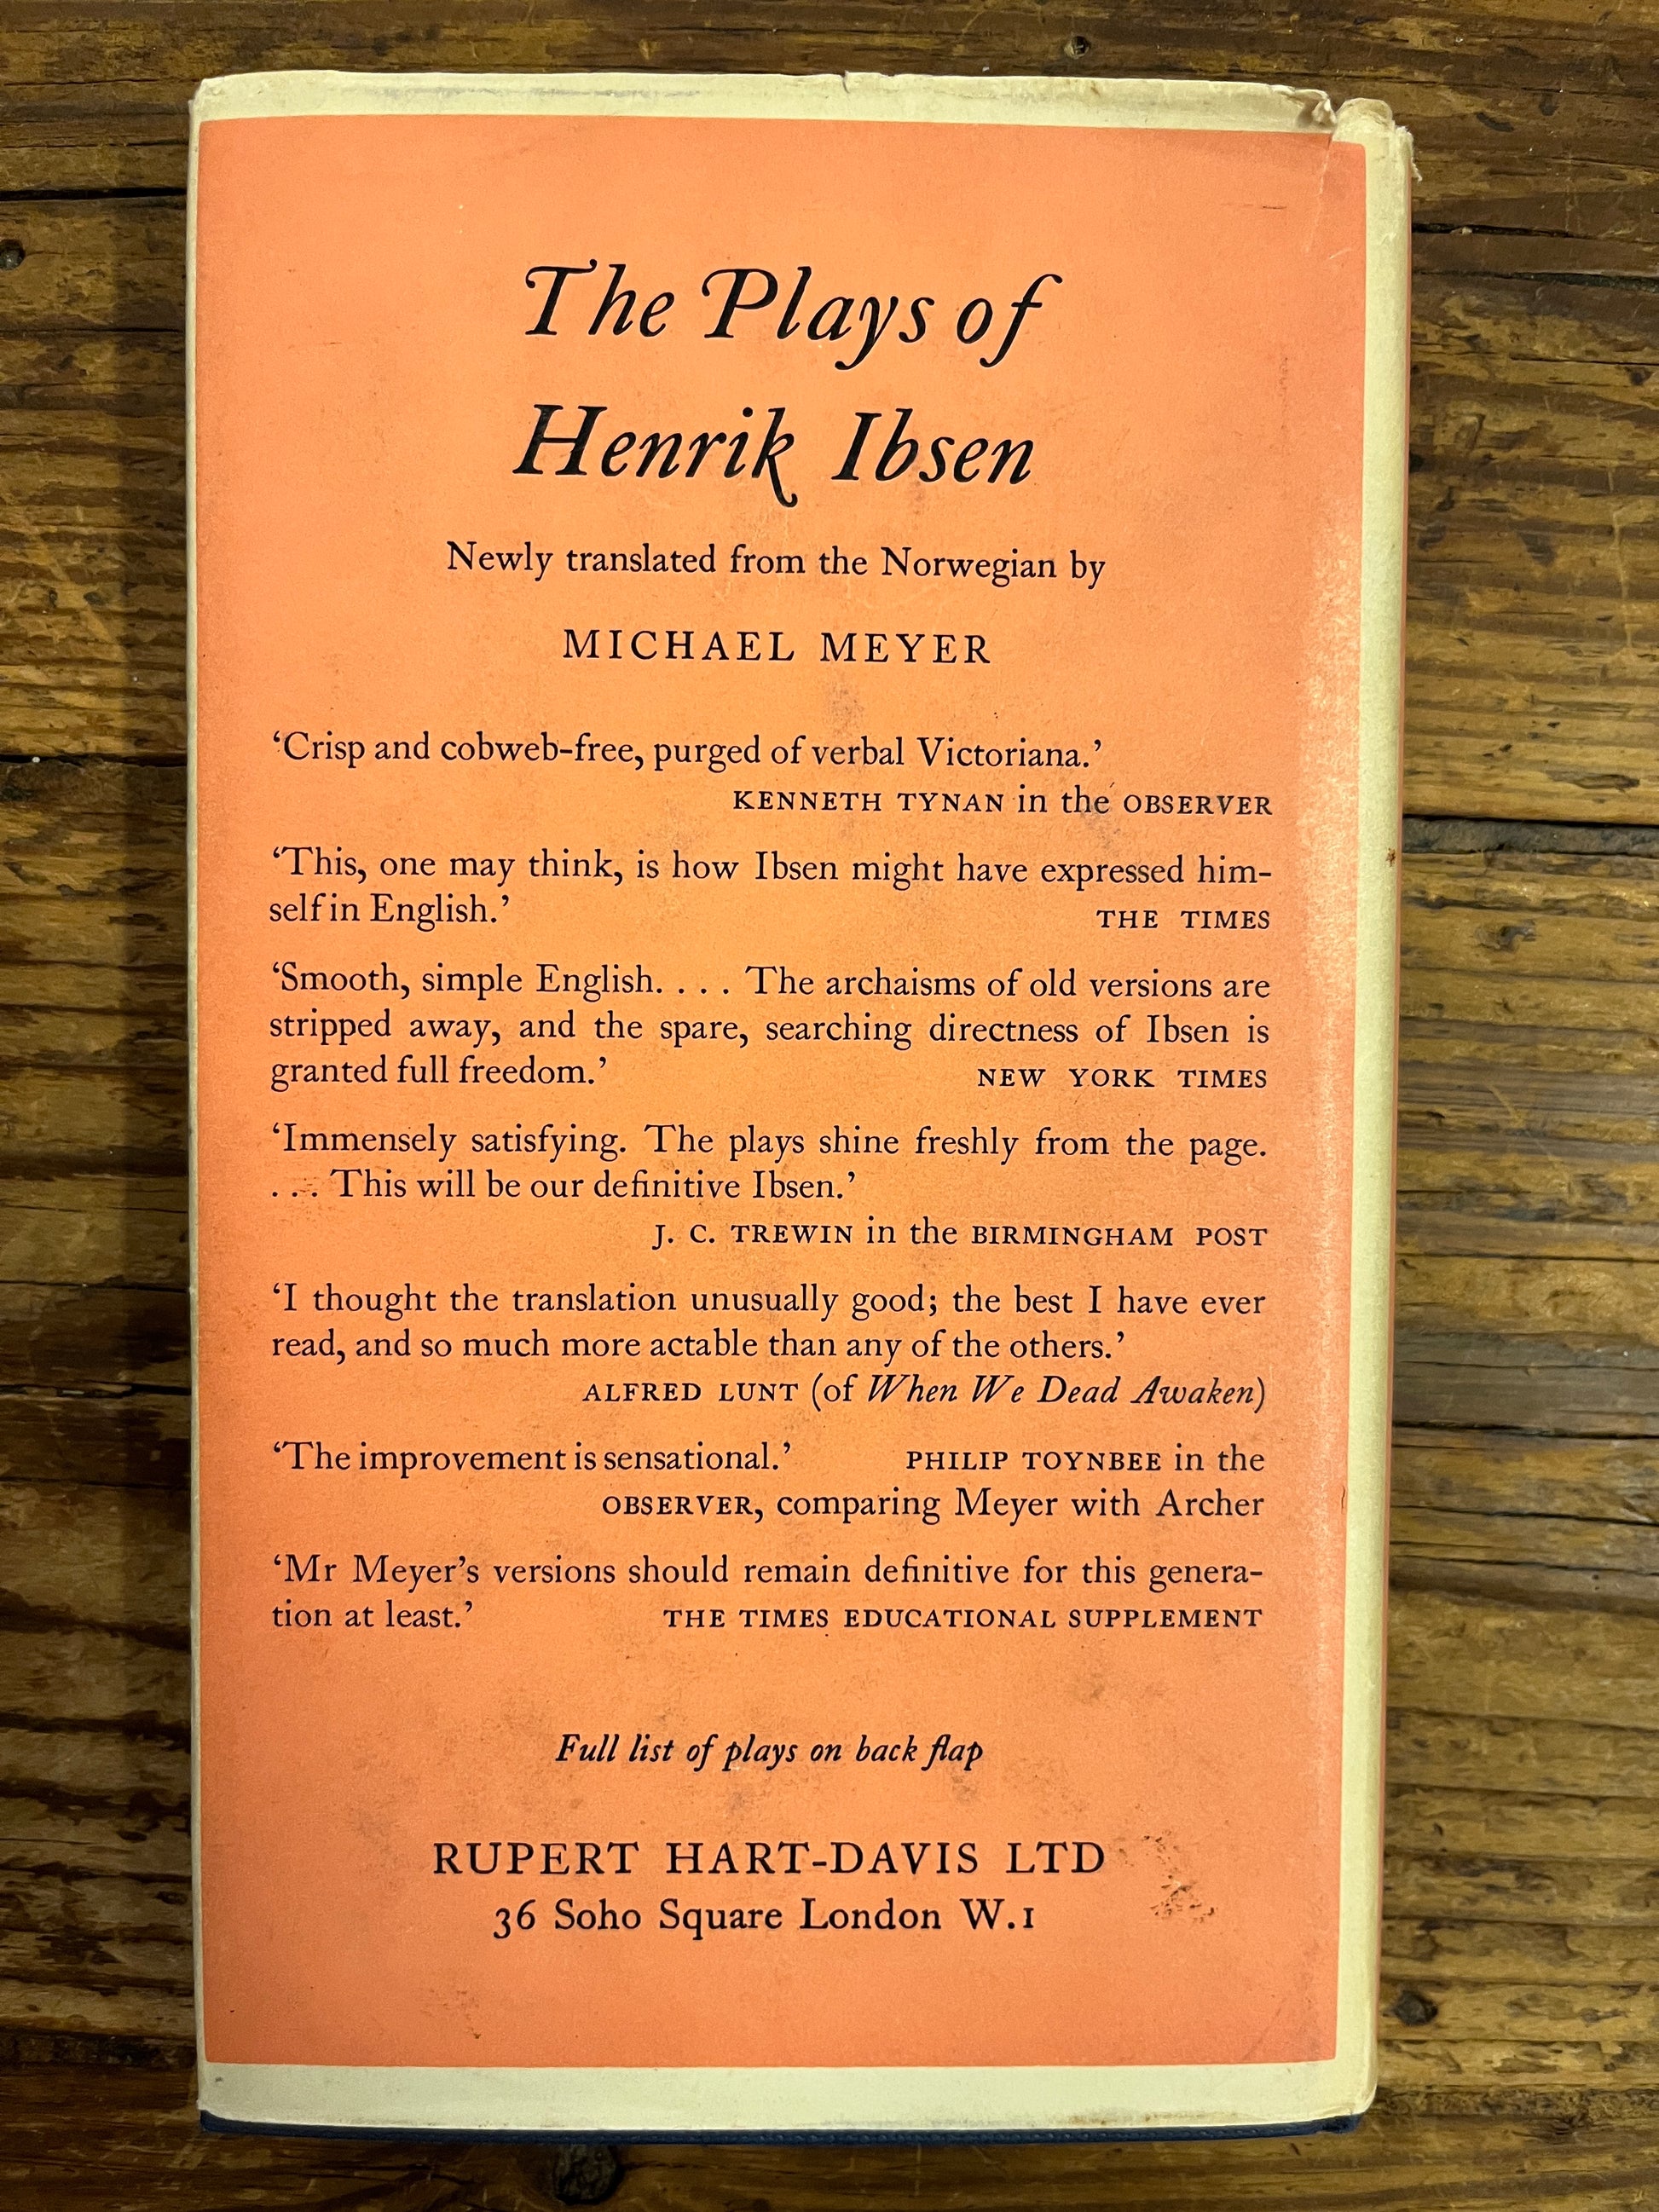 The Plays of
Henrik Ibsen
Newly translated from the Norwegian by
MICHAEL MEYER
‘Crisp and cobweb-free, purged of verbal Victoriana.’
KENNETH TYNAN in the OBSERVER
‘This, one may think, is how Ibsen might have expressed him-
self in English.’ THE TIMES
‘Smooth, simple English. . . . The archaisms of old versions are
stripped away, and the spare, searching directness of Ibsen is
granted full freedom.’ NEW YORK TIMES
‘Immensely satisfying. The plays shine freshly from the page.
. . . This will be our definitive Ibsen.’
J. C. TREWIN in the BIRMINGHAM POST
‘I thought the translation unusually good; the best I have ever
read, and so much more actable than any of the others.’
ALFRED LUNT (of When We Dead Awaken)
‘The improvement is sensational.’ PHILIP TOYNBEE in the
OBSERVER, comparing Meyer with Archer
‘Mr Meyer’s versions should remain definitive for this genera-
tion at least.’ THE TIMES EDUCATIONAL SUPPLEMENT
Full list of plays on back flap
RUPERT HART-DAVIS LTD
36 Soho Square London W.1